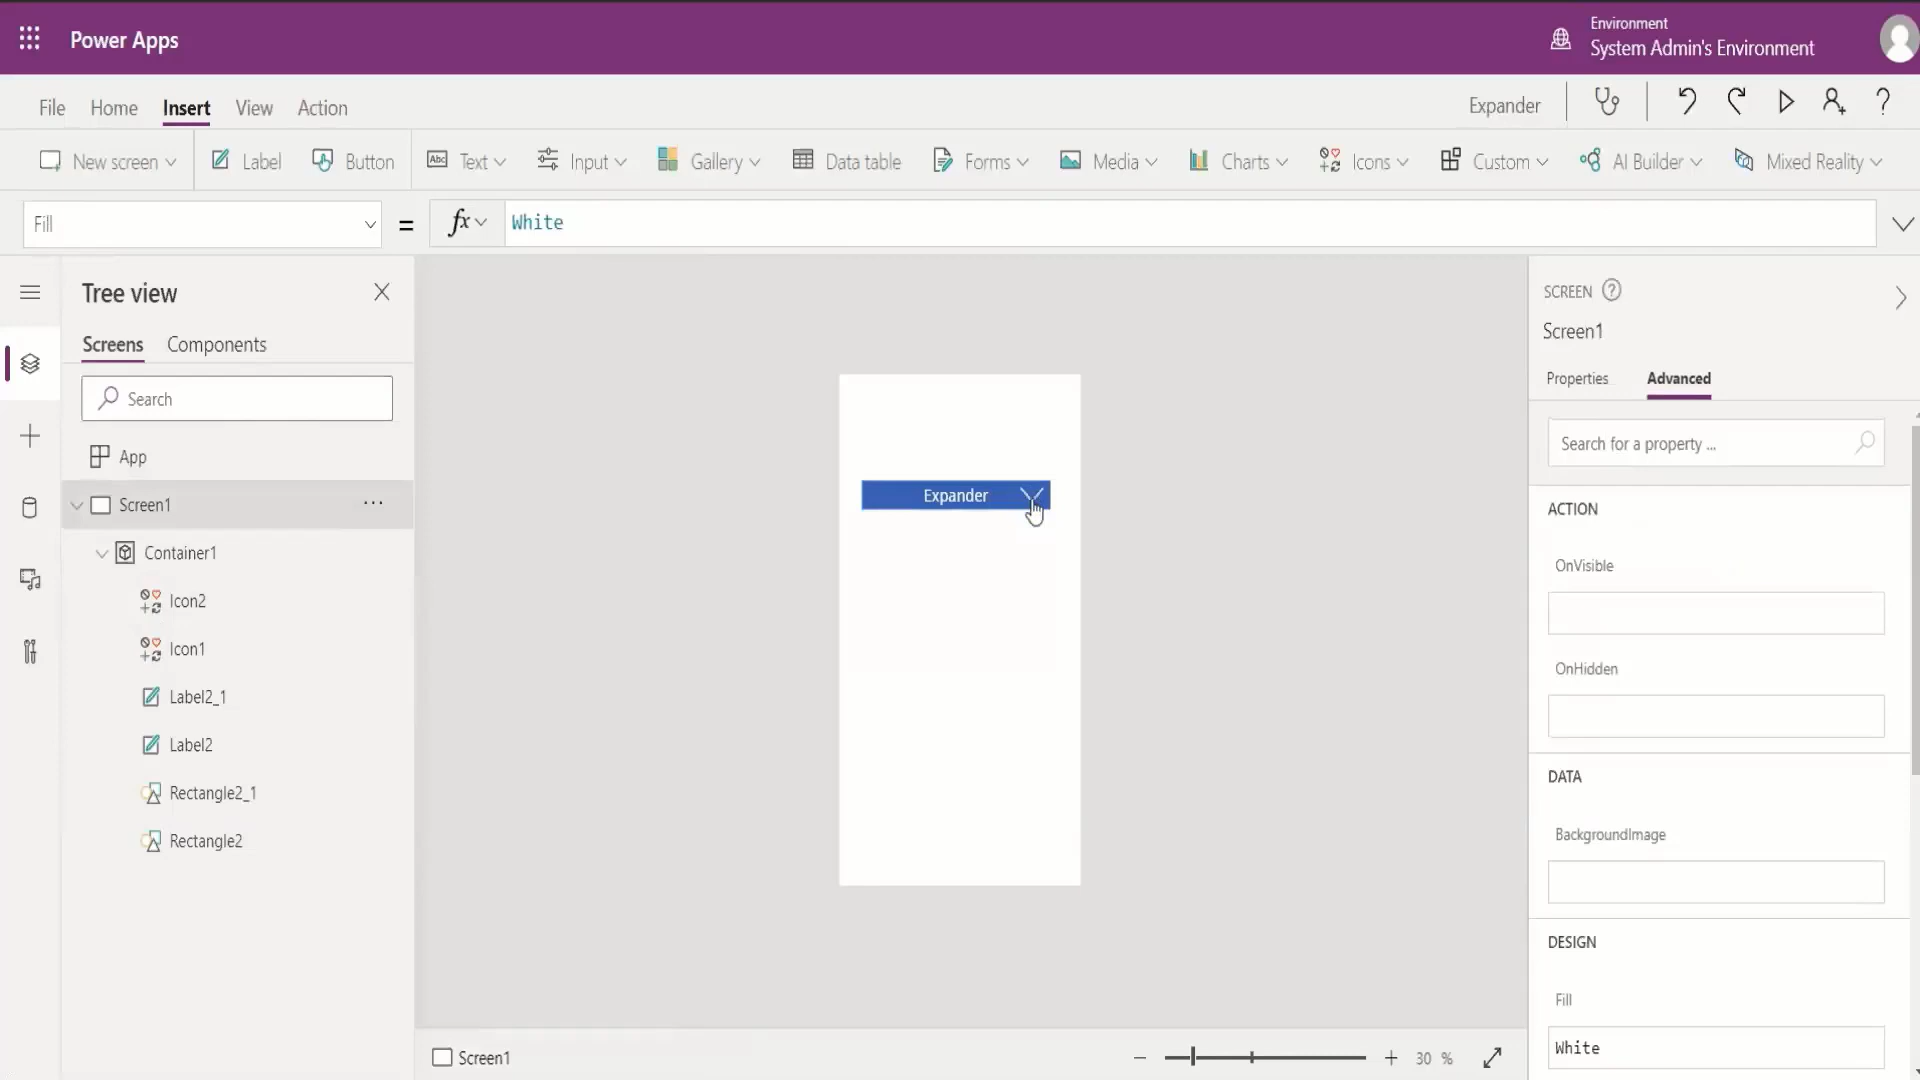 Power Apps
Environment
System Admin's Environment
File Home Insert View Action
Expander
New screen Label Button Abc Text Input Gallery Data table Forms Media Charts Icons Custom AI Builder Mixed Reality
Fill = fx White
Tree view
Screens Components
Search
App
Screen1
Container1
Icon2
Icon1
Label2_1
Label2
Rectangle2_1
Rectangle2
Expander
SCREEN ?
Screen1
Properties Advanced
Search for a property ...
ACTION
OnVisible
OnHidden
DATA
BackgroundImage
DESIGN
Fill
White
Screen1
30 %